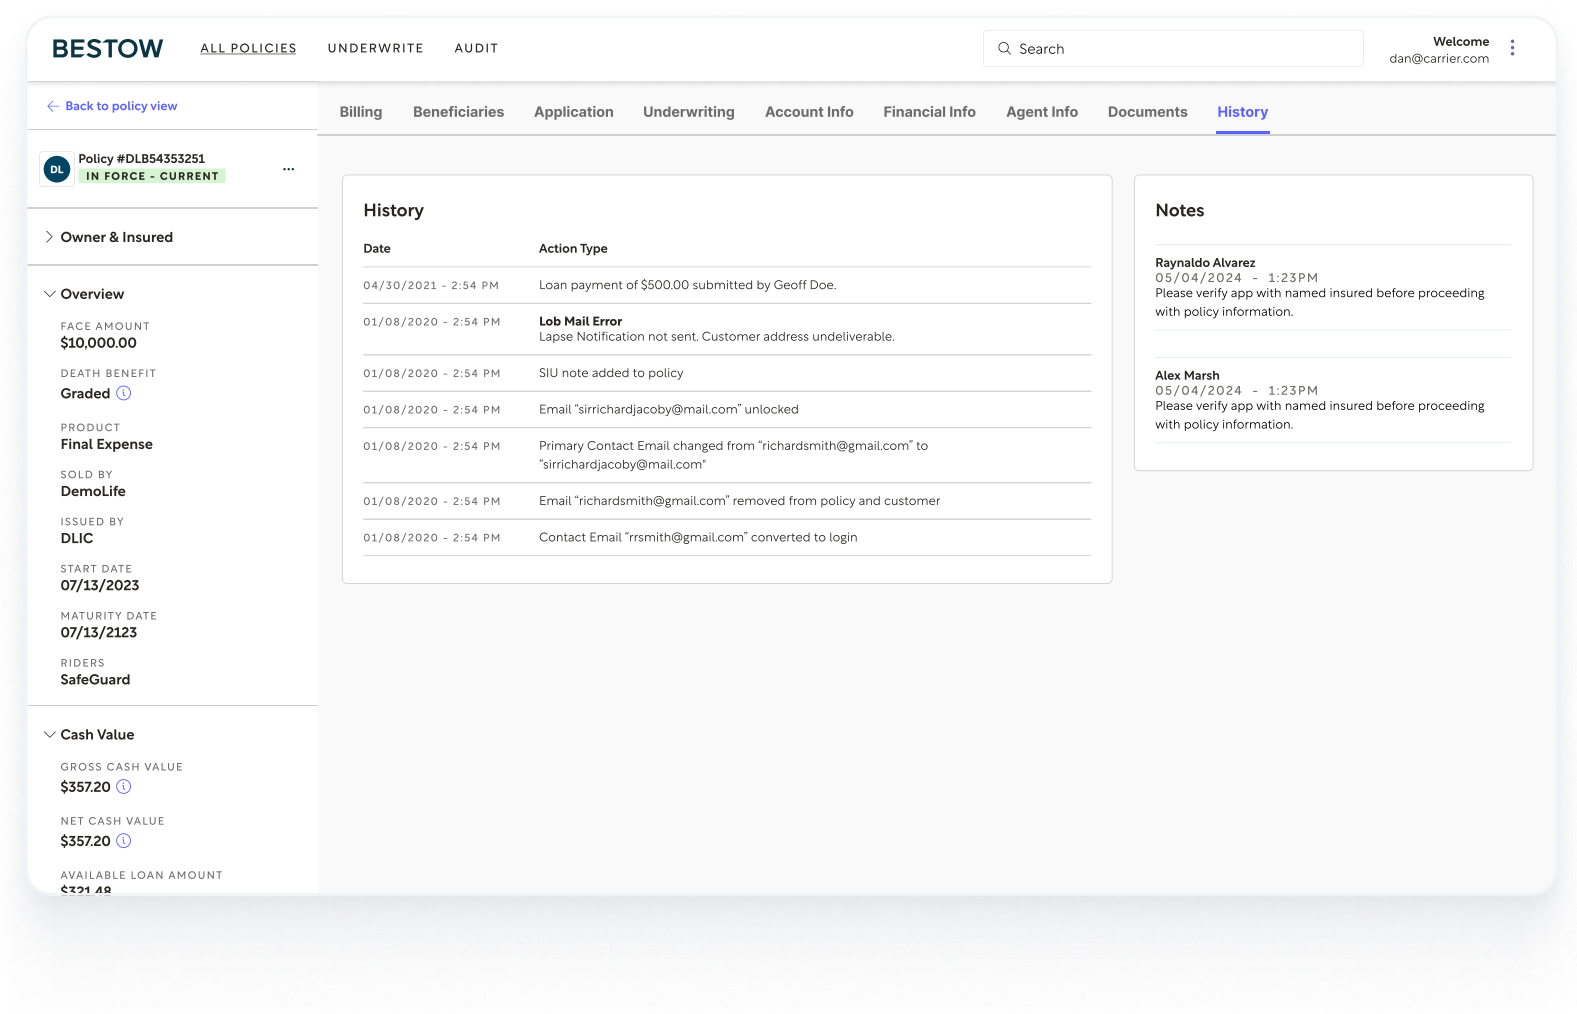 BESTOW
ALL POLICIES UNDERWRITE AUDIT
Search
Welcome
dan@carrier.com
Back to policy view
Billing Beneficiaries Application Underwriting Account Info Financial Info Agent Info Documents History
DL
Policy #DLB54353251
IN FORCE - CURRENT
Owner & Insured
Overview
FACE AMOUNT
$10,000.00
DEATH BENEFIT
Graded
PRODUCT
Final Expense
SOLD BY
DemoLife
ISSUED BY
DLIC
START DATE
07/13/2023
MATURITY DATE
07/13/2123
RIDERS
SafeGuard
Cash Value
GROSS CASH VALUE
$357.20
NET CASH VALUE
$357.20
AVAILABLE LOAN AMOUNT
$321.48
History
Date Action Type
04/30/2021 - 2:54 PM Loan payment of $500.00 submitted by Geoff Doe.
01/08/2020 - 2:54 PM Lob Mail Error
Lapse Notification not sent. Customer address undeliverable.
01/08/2020 - 2:54 PM SIU note added to policy
01/08/2020 - 2:54 PM Email “sirrichardjacoby@mail.com” unlocked
01/08/2020 - 2:54 PM Primary Contact Email changed from “richardsmith@gmail.com” to
“sirrichardjacoby@mail.com"
01/08/2020 - 2:54 PM Email “richardsmith@gmail.com” removed from policy and customer
01/08/2020 - 2:54 PM Contact Email “rrsmith@gmail.com” converted to login
Notes
Raynaldo Alvarez
05/04/2024 - 1:23PM
Please verify app with named insured before proceeding
with policy information.
Alex Marsh
05/04/2024 - 1:23PM
Please verify app with named insured before proceeding
with policy information.